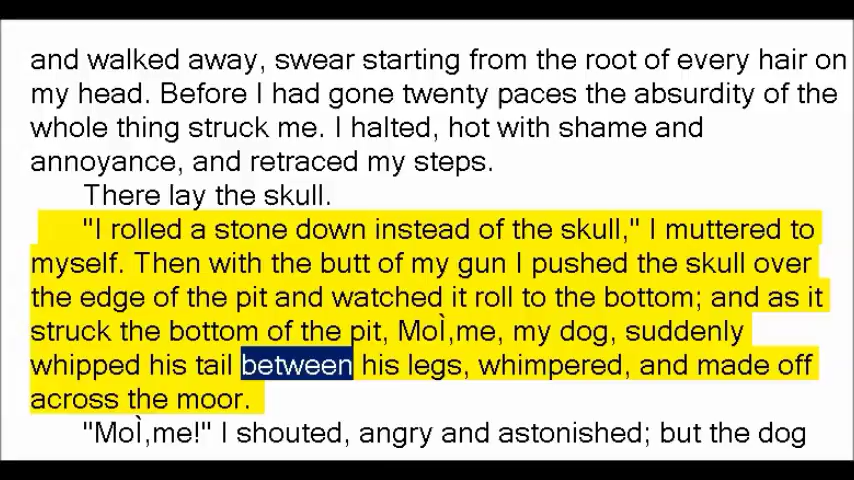 and walked away, swear starting from the root of every hair on
my head. Before I had gone twenty paces the absurdity of the
whole thing struck me. I halted, hot with shame and
annoyance, and retraced my steps.
There lay the skull.
"I rolled a stone down instead of the skull," I muttered to
myself. Then with the butt of my gun I pushed the skull over
the edge of the pit and watched it roll to the bottom; and as it
struck the bottom of the pit, MoÌ‚me, my dog, suddenly
whipped his tail between his legs, whimpered, and made off
across the moor.
"MoÌ‚me!" I shouted, angry and astonished; but the dog